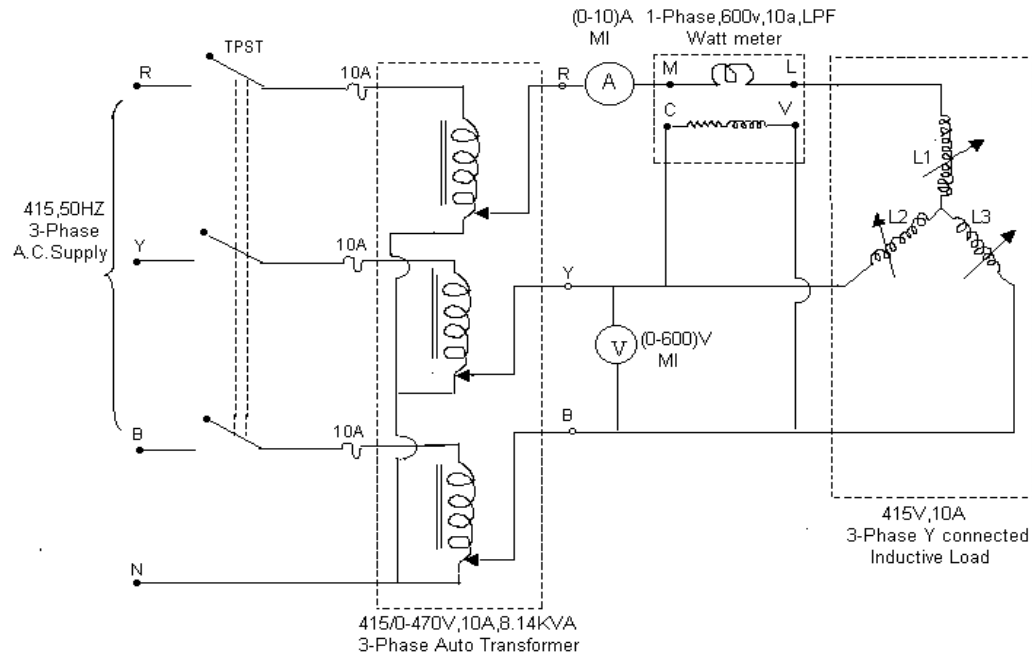 (0-10)A
MI
1-Phase,600v,10a,LPF
Watt meter
TPST
R
10A
R
A
M
L
C
V
L1
L2
L3
415,50HZ
3-Phase
A.C.Supply
Y
10A
Y
V
(0-600)V
MI
B
10A
B
N
415V,10A
3-Phase Y connected
Inductive Load
415/0-470V,10A,8.14KVA
3-Phase Auto Transformer